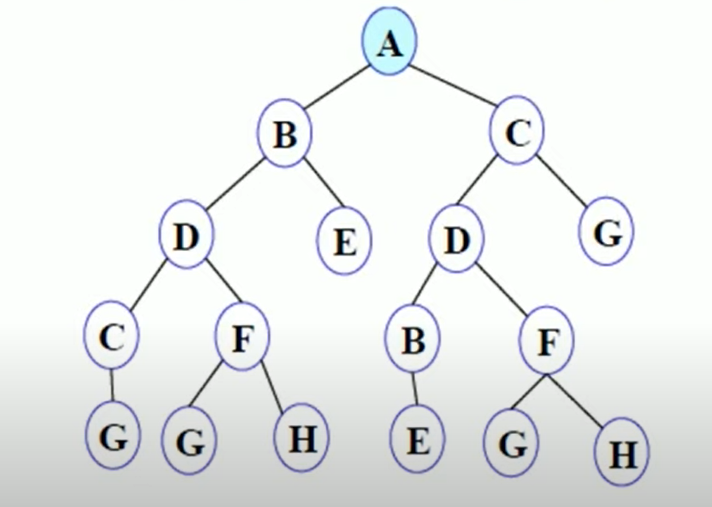 A
B C
D E D G
C F B F
G G H E G H